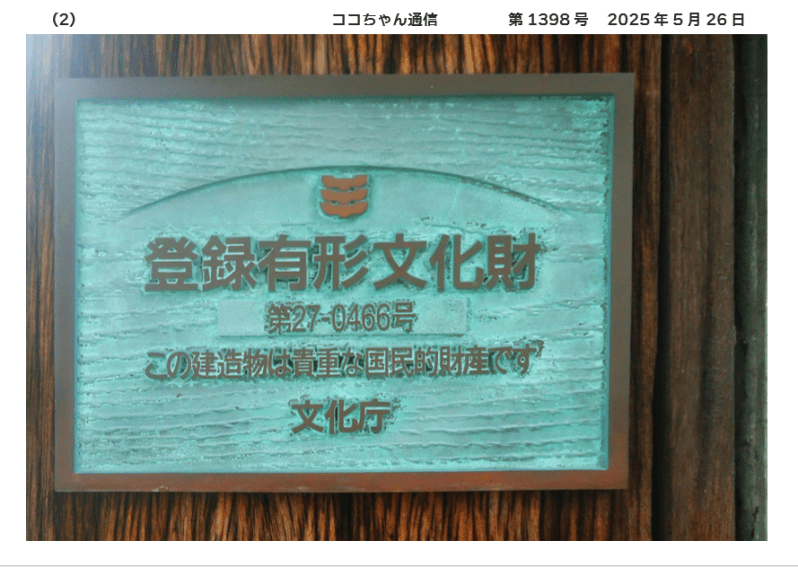 (2) ココちゃん通信 第1398号 2025年5月26日
登録有形文化財
第27-0466号
この建造物は貴重な国民的財産です
文化庁